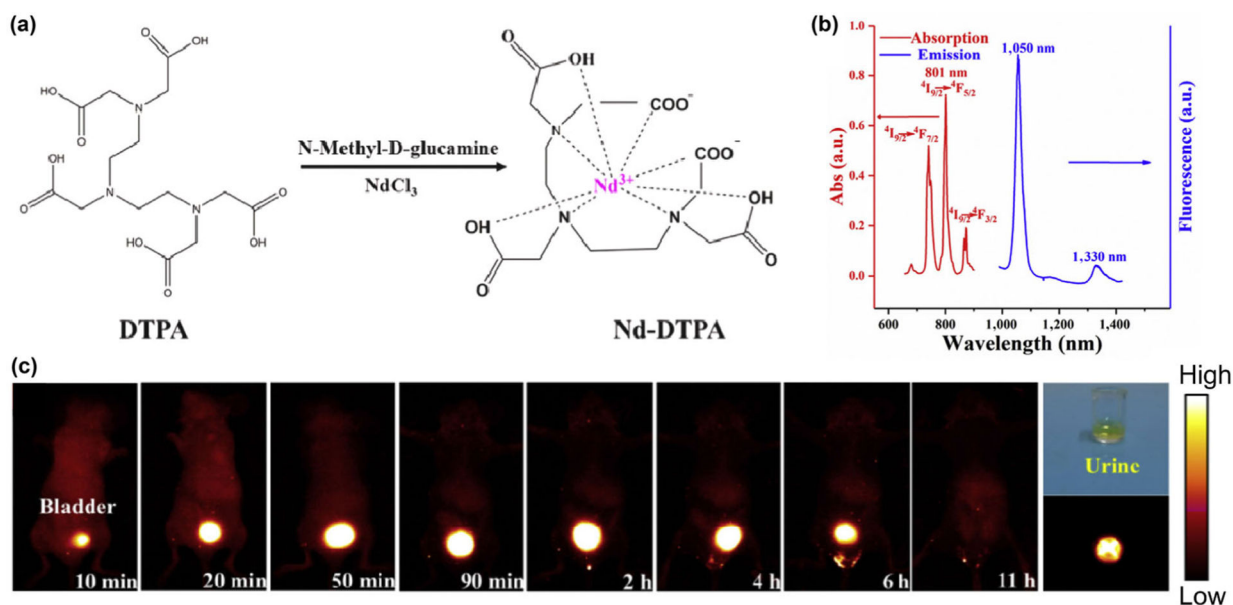 (a)
O
OH
HO
O
N
O
OH
N
HO
O
N
HO
O
OH
O
DTPA
N-Methyl-D-glucamine
NdCl3
O
OH
COO-
N
COO-
Nd3+
OH
N
N
OH
O
O
Nd-DTPA
(b)
1.0
0.8
0.6
0.4
0.2
0.0
Abs (a.u.)
Absorption
Emission
1,050 nm
801 nm
4I9/2→4F5/2
4I9/2→4F7/2
4I9/2→4F3/2
1,330 nm
Fluorescence (a.u.)
600
800
1,000
1,200
1,400
Wavelength (nm)
(c)
Bladder
10 min
20 min
50 min
90 min
2 h
4 h
6 h
11 h
Urine
High
Low